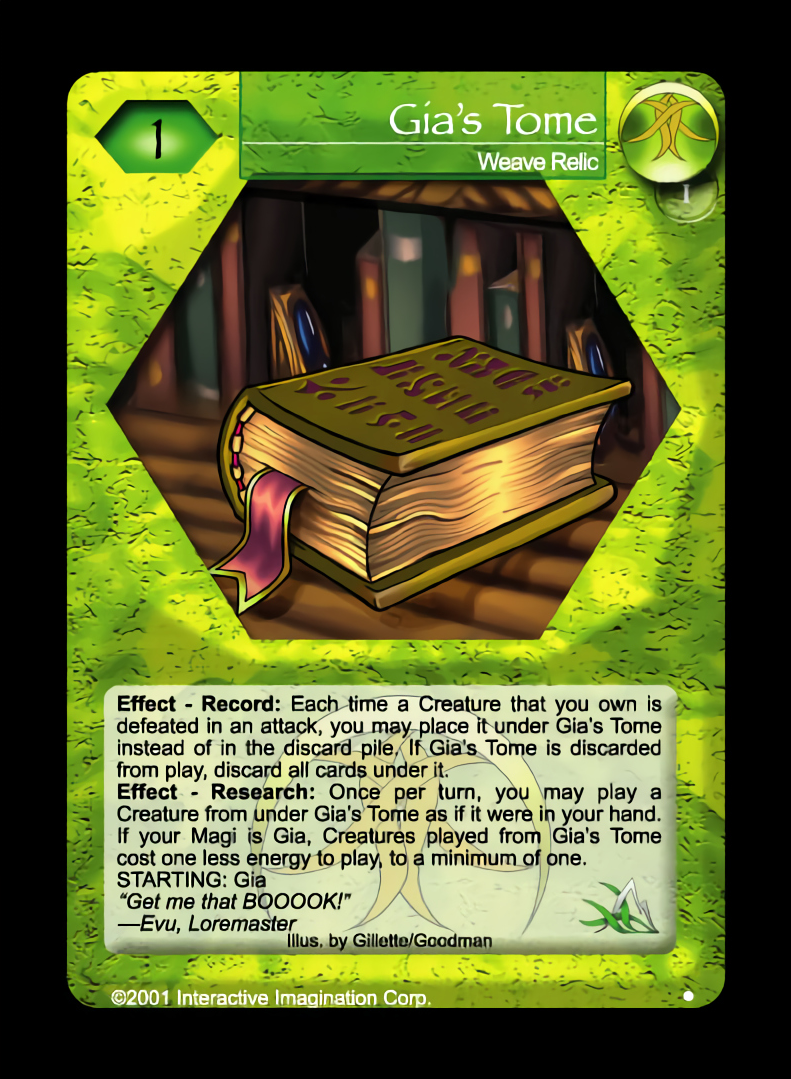 1
Gia's Tome
Weave Relic
I
Effect - Record: Each time a Creature that you own is
defeated in an attack, you may place it under Gia's Tome
instead of in the discard pile. If Gia's Tome is discarded
from play, discard all cards under it.
Effect - Research: Once per turn, you may play a
Creature from under Gia's Tome as if it were in your hand.
If your Magi is Gia, Creatures played from Gia's Tome
cost one less energy to play, to a minimum of one.
STARTING: Gia
“Get me that BOOOOK!”
—Evu, Loremaster
Illus. by Gillette/Goodman
©2001 Interactive Imagination Corp.